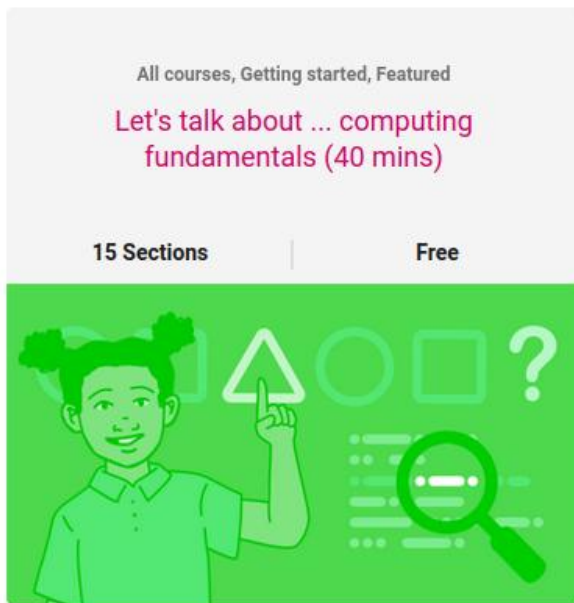 All courses, Getting started, Featured
Let's talk about ... computing
fundamentals (40 mins)
15 Sections
Free
?